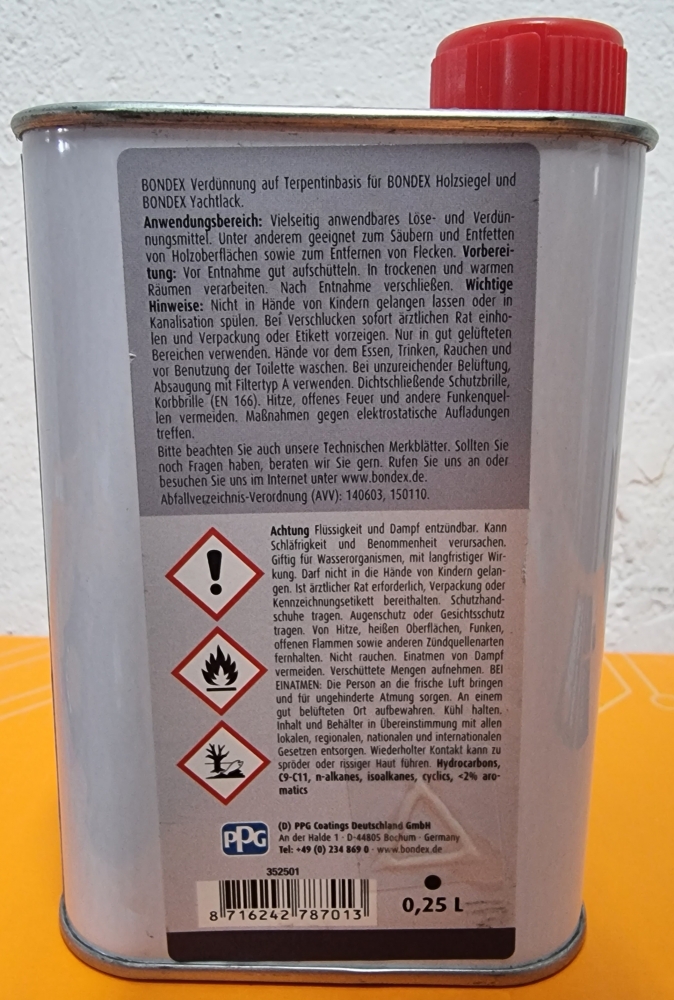 BONDEX Verdünnung auf Terpentinbasis für BONDEX Holzsiegel und
BONDEX Yachtlack.
Anwendungsbereich: Vielseitig anwendbares Löse- und Verdün-
nungsmittel. Unter anderem geeignet zum Säubern und Entfetten
von Holzoberflächen sowie zum Entfernen von Flecken. Vorberei-
tung: Vor Entnahme gut aufschütteln. In trockenen und warmen
Räumen verarbeiten. Nach Entnahme verschließen. Wichtige
Hinweise: Nicht in Hände von Kindern gelangen lassen oder in
Kanalisation spülen. Bei Verschlucken sofort ärztlichen Rat einho-
len und Verpackung oder Etikett vorzeigen. Nur in gut gelüfteten
Bereichen verwenden. Hände vor dem Essen, Trinken, Rauchen und
vor Benutzung der Toilette waschen. Bei unzureichender Belüftung,
Absaugung mit Filtertyp A verwenden. Dichtschließende Schutzbrille,
Korbbrille (EN 166). Hitze, offenes Feuer und andere Funkenquel-
len vermeiden. Maßnahmen gegen elektrostatische Aufladungen
treffen.
Bitte beachten Sie auch unsere Technischen Merkblätter. Sollten Sie
noch Fragen haben, beraten wir Sie gern. Rufen Sie uns an oder
besuchen Sie uns im Internet unter www.bondex.de.
Abfallverzeichnis-Verordnung (AVV): 140603, 150110.
Achtung Flüssigkeit und Dampf entzündbar. Kann
Schläfrigkeit und Benommenheit verursachen.
Giftig für Wasserorganismen, mit langfristiger Wir-
kung. Darf nicht in die Hände von Kindern gelan-
gen. Ist ärztlicher Rat erforderlich, Verpackung oder
Kennzeichnungsetikett bereithalten. Schutzhand-
schuhe tragen. Augenschutz oder Gesichtsschutz
tragen. Von Hitze, heißen Oberflächen, Funken,
offenen Flammen sowie anderen Zündquellenarten
fernhalten. Nicht rauchen. Einatmen von Dampf
vermeiden. Verschüttete Mengen aufnehmen. BEI
EINATMEN: Die Person an die frische Luft bringen
und für ungehinderte Atmung sorgen. An einem
gut belüfteten Ort aufbewahren. Kühl halten.
Inhalt und Behälter in Übereinstimmung mit allen
lokalen, regionalen, nationalen und internationalen
Gesetzen entsorgen. Wiederholter Kontakt kann zu
spröder oder rissiger Haut führen. Hydrocarbons,
C9-C11, n-alkanes, isoalkanes, cyclics, <2% aro-
matics
PPG
(D) PPG Coatings Deutschland GmbH
An der Halde 1 · D-44805 Bochum · Germany
Tel: +49 (0) 234 869 0 · www.bondex.de
352501
8 716242 787013
0,25 L